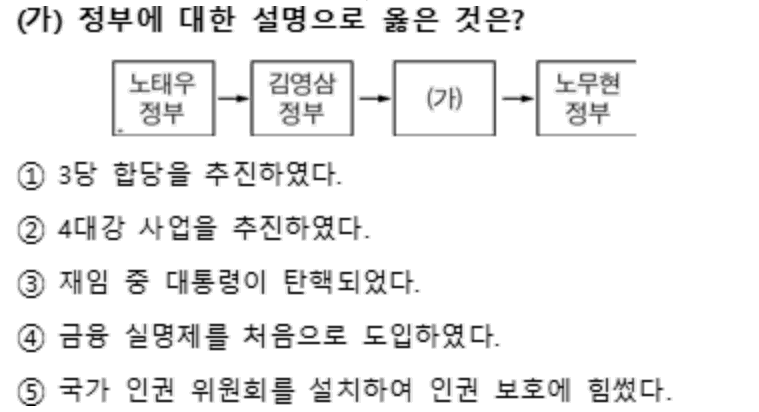 (가) 정부에 대한 설명으로 옳은 것은?
노태우 정부 → 김영삼 정부 → (가) → 노무현 정부
① 3당 합당을 추진하였다.
② 4대강 사업을 추진하였다.
③ 재임 중 대통령이 탄핵되었다.
④ 금융 실명제를 처음으로 도입하였다.
⑤ 국가 인권 위원회를 설치하여 인권 보호에 힘썼다.